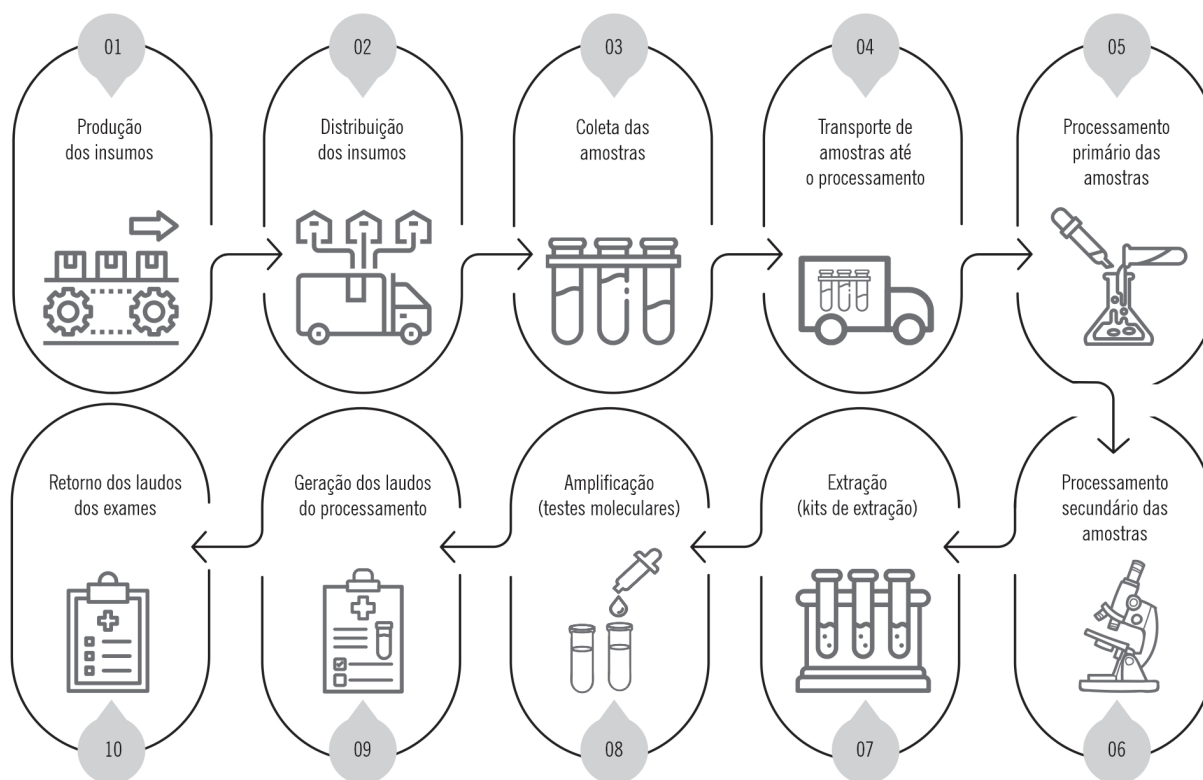 01
Produção
dos insumos
02
Distribuição
dos insumos
03
Coleta das
amostras
04
Transporte de
amostras até
o processamento
05
Processamento
primário das
amostras
Processamento
secundário das
amostras
06
Extração
(kits de extração)
07
Amplificação
(testes moleculares)
08
Geração dos laudos
do processamento
09
Retorno dos laudos
dos exames
10